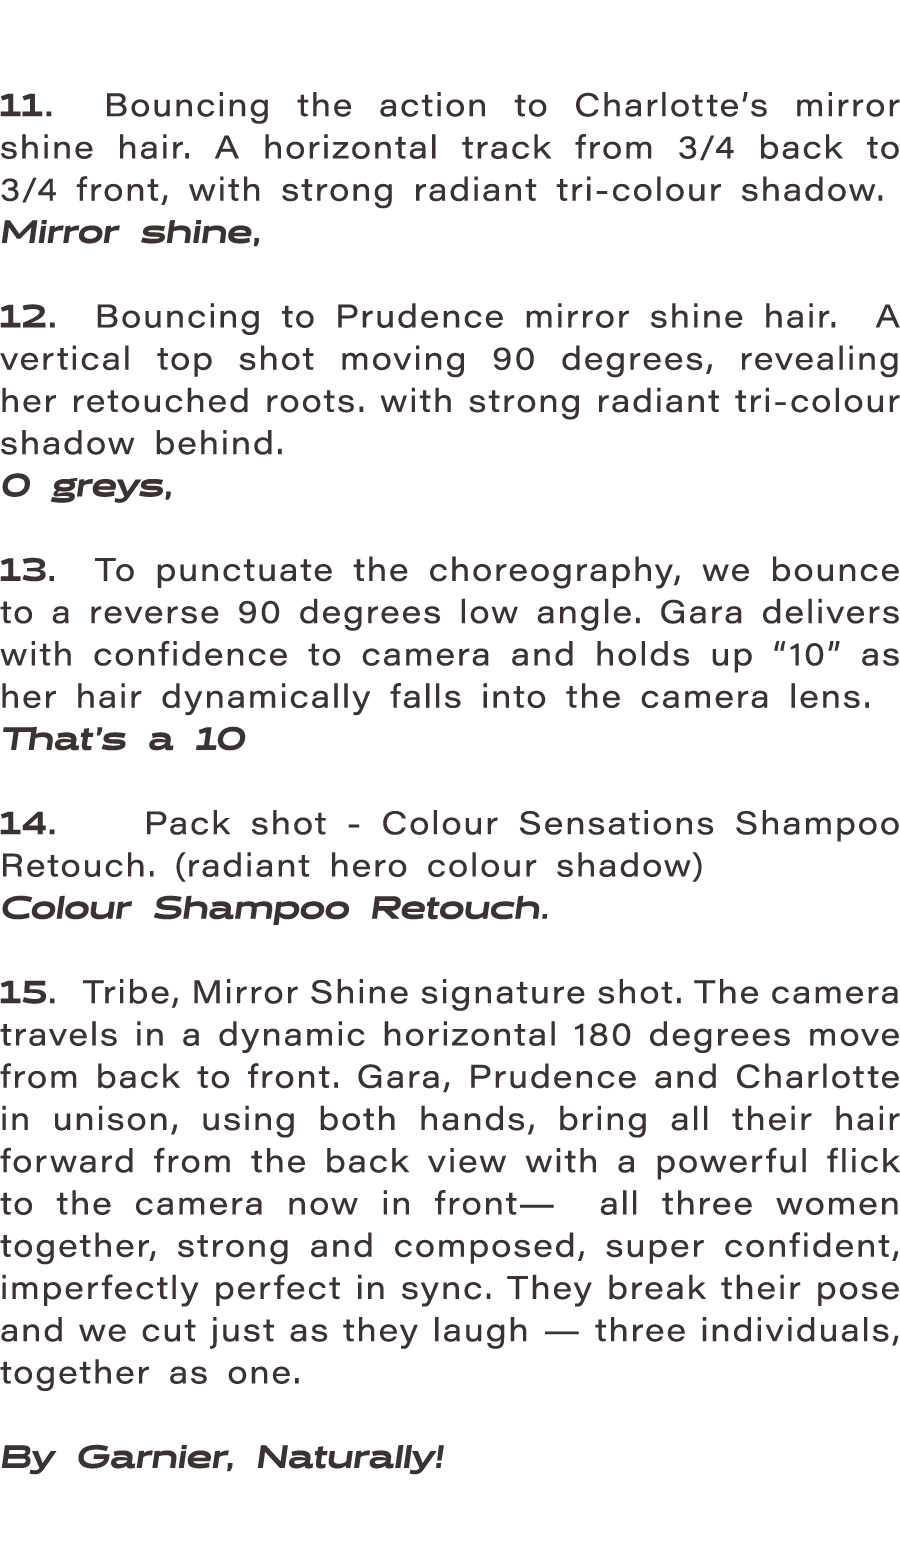 11. Bouncing the action to Charlotte’s mirror
shine hair. A horizontal track from 3/4 back to
3/4 front, with strong radiant tri-colour shadow.
Mirror shine,
12. Bouncing to Prudence mirror shine hair. A
vertical top shot moving 90 degrees, revealing
her retouched roots. with strong radiant tri-colour
shadow behind.
0 greys,
13. To punctuate the choreography, we bounce
to a reverse 90 degrees low angle. Gara delivers
with confidence to camera and holds up “10” as
her hair dynamically falls into the camera lens.
That’s a 10
14. Pack shot - Colour Sensations Shampoo
Retouch. (radiant hero colour shadow)
Colour Shampoo Retouch.
15. Tribe, Mirror Shine signature shot. The camera
travels in a dynamic horizontal 180 degrees move
from back to front. Gara, Prudence and Charlotte
in unison, using both hands, bring all their hair
forward from the back view with a powerful flick
to the camera now in front— all three women
together, strong and composed, super confident,
imperfectly perfect in sync. They break their pose
and we cut just as they laugh — three individuals,
together as one.
By Garnier, Naturally!